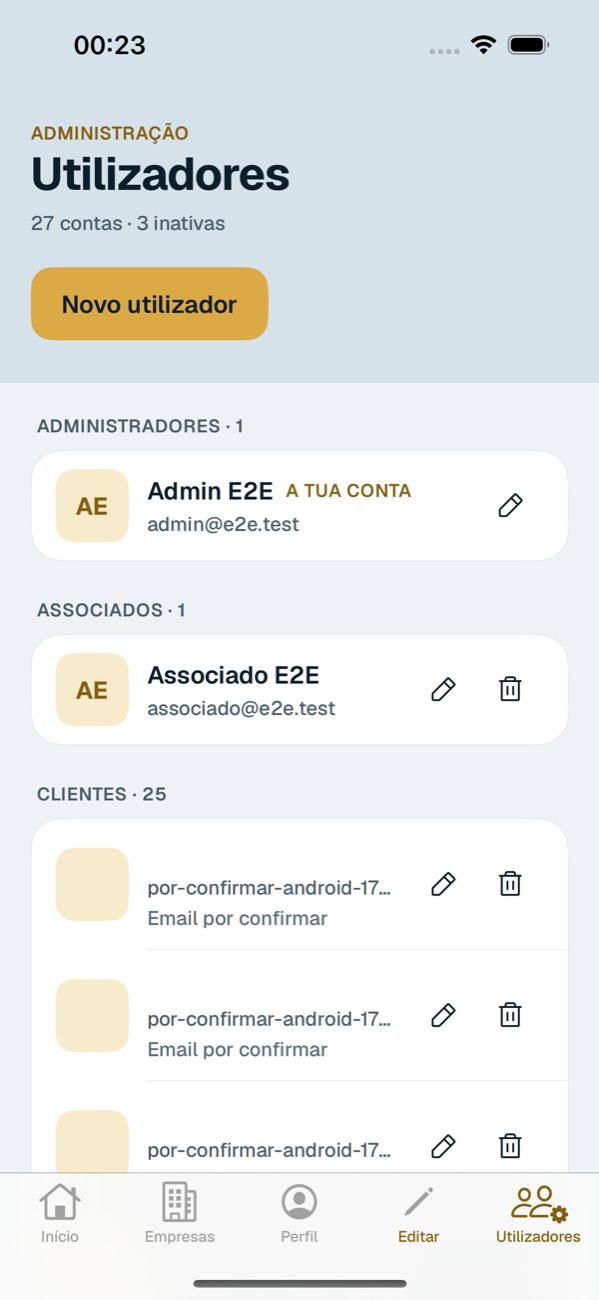 00:23
ADMINISTRAÇÃO
Utilizadores
27 contas · 3 inativas
Novo utilizador
ADMINISTRADORES · 1
AE
Admin E2E A TUA CONTA
admin@e2e.test
ASSOCIADOS · 1
AE
Associado E2E
associado@e2e.test
CLIENTES · 25
por-confirmar-android-17…
Email por confirmar
por-confirmar-android-17…
Email por confirmar
por-confirmar-android-17…
Início
Empresas
Perfil
Editar
Utilizadores